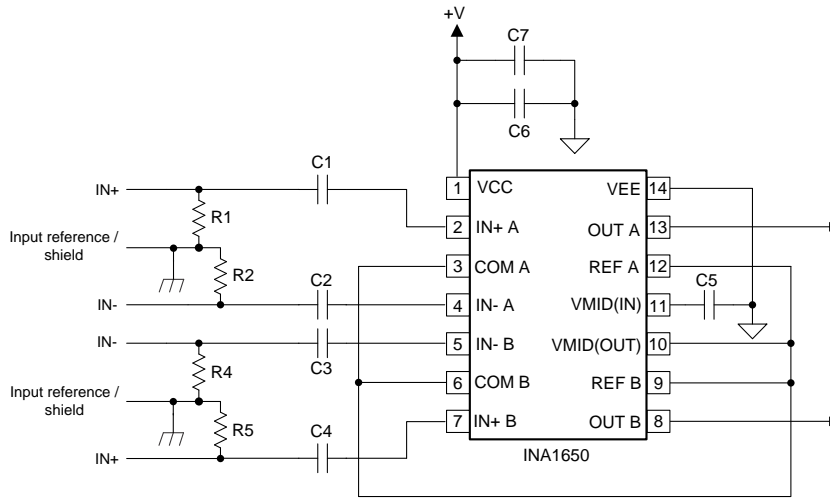 +V
C7
C6
C1
IN+
R1
Input reference /
shield
R2
C2
IN-
IN-
C3
R4
Input reference /
shield
R5
C4
IN+
1 VCC VEE 14
2 IN+ A OUT A 13
3 COM A REF A 12
4 IN- A VMID(IN) 11
C5
5 IN- B VMID(OUT) 10
6 COM B REF B 9
7 IN+ B OUT B 8
INA1650